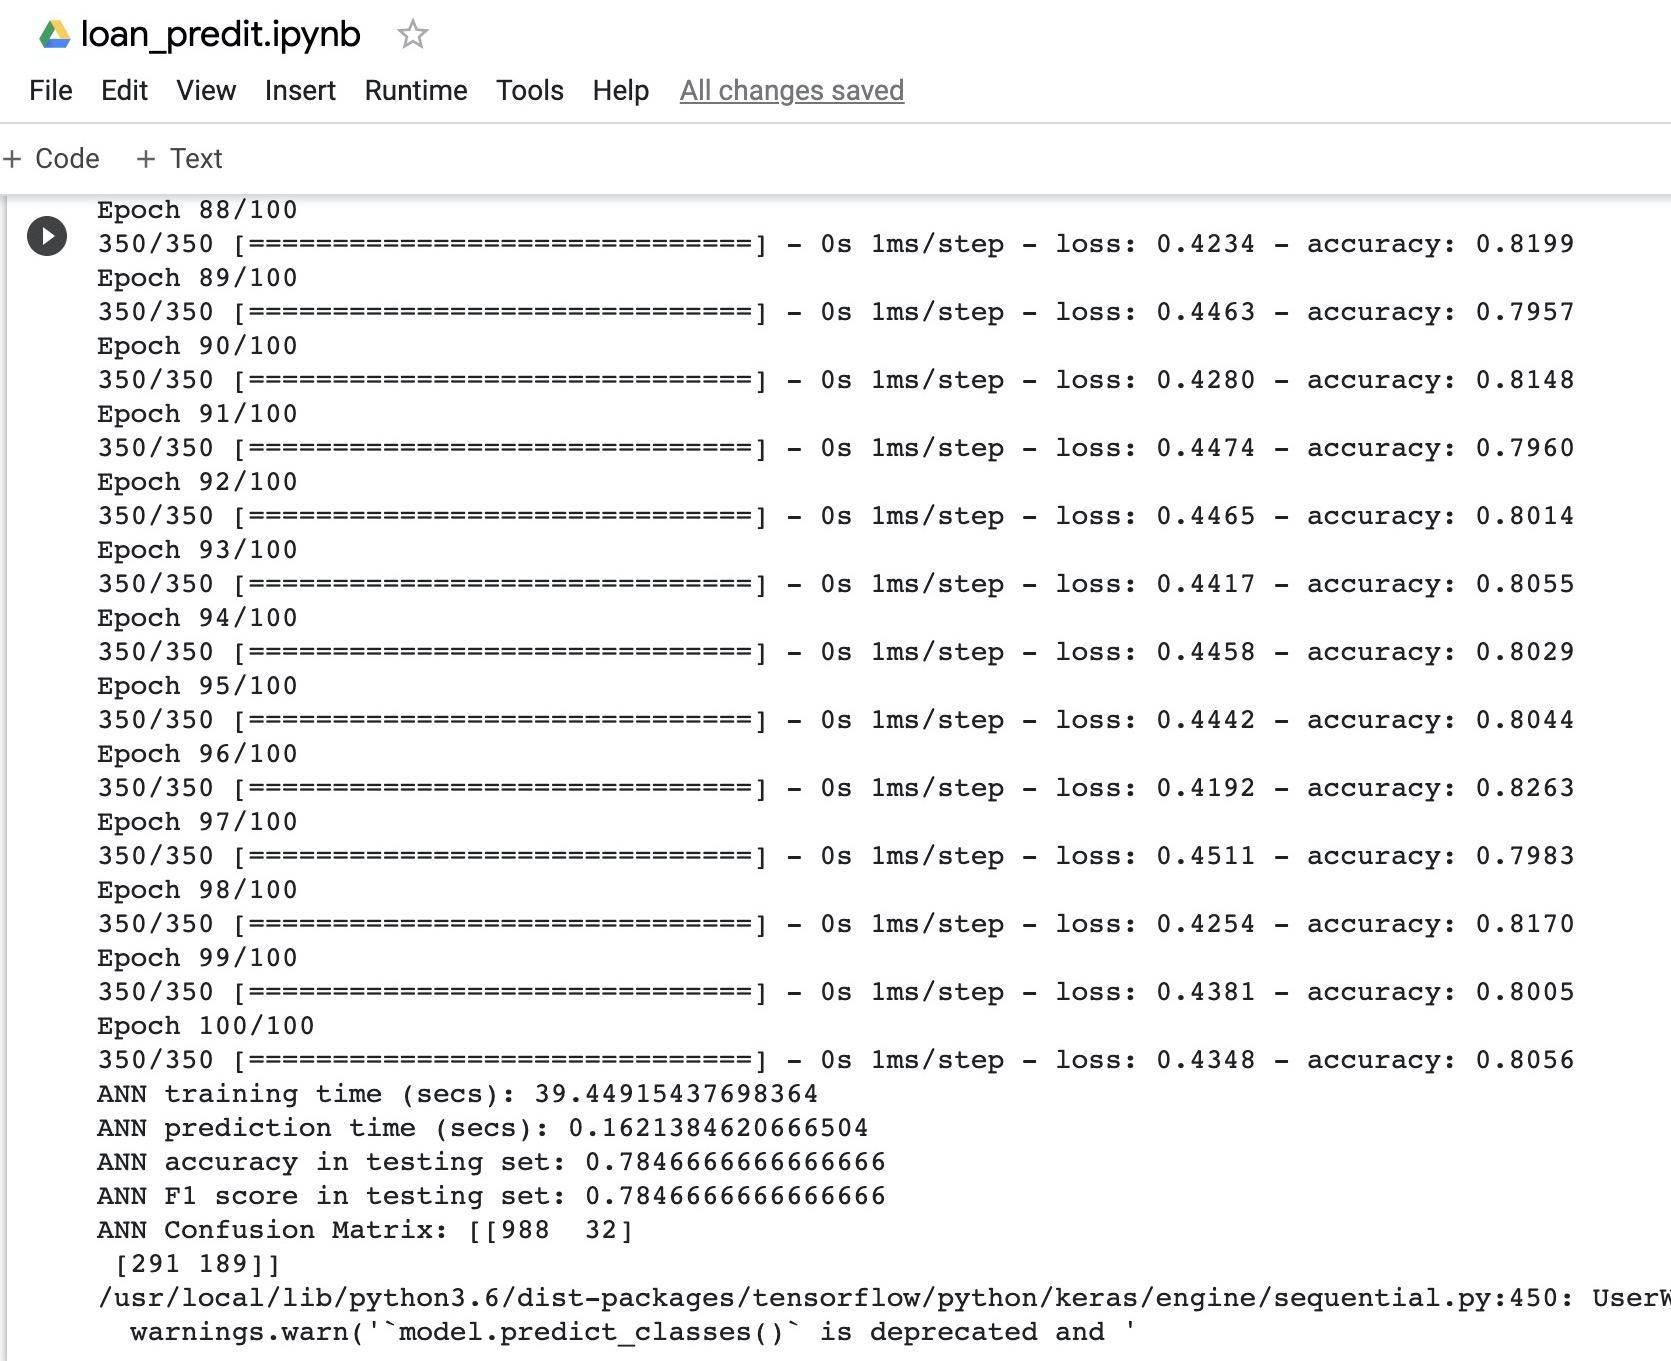 loan_predit.ipynb
File Edit View Insert Runtime Tools Help All changes saved
+ Code + Text
Epoch 88/100
350/350 [==============================] - 0s 1ms/step - loss: 0.4234 - accuracy: 0.8199
Epoch 89/100
350/350 [==============================] - 0s 1ms/step - loss: 0.4463 - accuracy: 0.7957
Epoch 90/100
350/350 [==============================] - 0s 1ms/step - loss: 0.4280 - accuracy: 0.8148
Epoch 91/100
350/350 [==============================] - 0s 1ms/step - loss: 0.4474 - accuracy: 0.7960
Epoch 92/100
350/350 [==============================] - 0s 1ms/step - loss: 0.4465 - accuracy: 0.8014
Epoch 93/100
350/350 [==============================] - 0s 1ms/step - loss: 0.4417 - accuracy: 0.8055
Epoch 94/100
350/350 [==============================] - 0s 1ms/step - loss: 0.4458 - accuracy: 0.8029
Epoch 95/100
350/350 [==============================] - 0s 1ms/step - loss: 0.4442 - accuracy: 0.8044
Epoch 96/100
350/350 [==============================] - 0s 1ms/step - loss: 0.4192 - accuracy: 0.8263
Epoch 97/100
350/350 [==============================] - 0s 1ms/step - loss: 0.4511 - accuracy: 0.7983
Epoch 98/100
350/350 [==============================] - 0s 1ms/step - loss: 0.4254 - accuracy: 0.8170
Epoch 99/100
350/350 [==============================] - 0s 1ms/step - loss: 0.4381 - accuracy: 0.8005
Epoch 100/100
350/350 [==============================] - 0s 1ms/step - loss: 0.4348 - accuracy: 0.8056
ANN training time (secs): 39.44915437698364
ANN prediction time (secs): 0.1621384620666504
ANN accuracy in testing set: 0.7846666666666666
ANN F1 score in testing set: 0.7846666666666666
ANN Confusion Matrix: [[988  32]
 [291 189]]
/usr/local/lib/python3.6/dist-packages/tensorflow/python/keras/engine/sequential.py:450: UserW
  warnings.warn('`model.predict_classes()` is deprecated and '